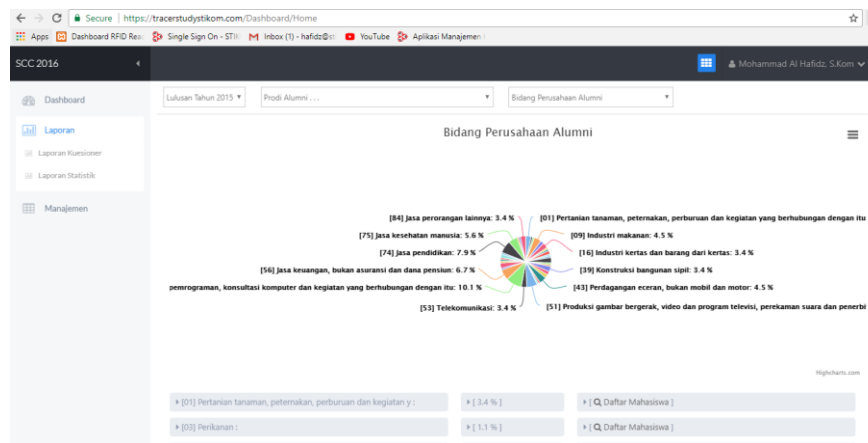 Secure | https://tracerstudystikom.com/Dashboard/Home
Apps Dashboard RFID Rea Single Sign On - STIK Inbox (1) - hafidz@st YouTube Aplikasi Manajemen
SCC 2016 Mohammad Al Hafidz, S.Kom
Dashboard
Laporan
Laporan Kuesioner
Laporan Statistik
Manajemen
Lulusan Tahun 2015 Prodi Alumni . . . Bidang Perusahaan Alumni
Bidang Perusahaan Alumni
[84] Jasa perorangan lainnya: 3.4 % [01] Pertanian tanaman, peternakan, perburuan dan kegiatan yang berhubungan dengan itu
[75] Jasa kesehatan manusia: 5.6 % [09] Industri makanan: 4.5 %
[74] Jasa pendidikan: 7.9 % [16] Industri kertas dan barang dari kertas: 3.4 %
[56] Jasa keuangan, bukan asuransi dan dana pensiun: 6.7 % [39] Konstruksi bangunan sipil: 3.4 %
pemrograman, konsultasi komputer dan kegiatan yang berhubungan dengan itu: 10.1 % [43] Perdagangan eceran, bukan mobil dan motor: 4.5 %
[53] Telekomunikasi: 3.4 % [51] Produksi gambar bergerak, video dan program televisi, perekaman suara dan penerbi
Highcharts.com
[01] Pertanian tanaman, peternakan, perburuan dan kegiatan y : [ 3.4 % ] [ Daftar Mahasiswa ]
[03] Perikanan : [ 1.1 % ] [ Daftar Mahasiswa ]